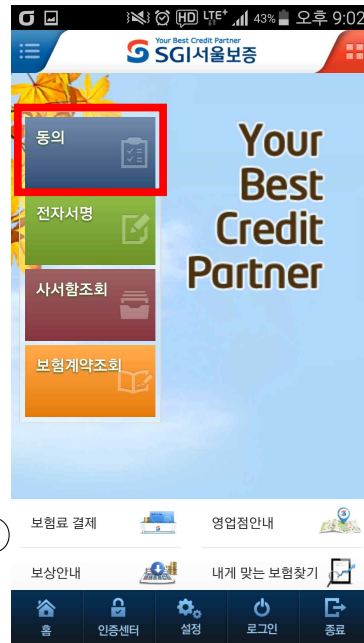 HD LTE+ 43% 오후 9:02
Your Best Credit Partner
SGI서울보증
동의
Your
Best
Credit
Partner
전자서명
사서함조회
보험계약조회
보험료 결제
영업점안내
보상안내
내게 맞는 보험찾기
홈
인증센터
설정
로그인
종료